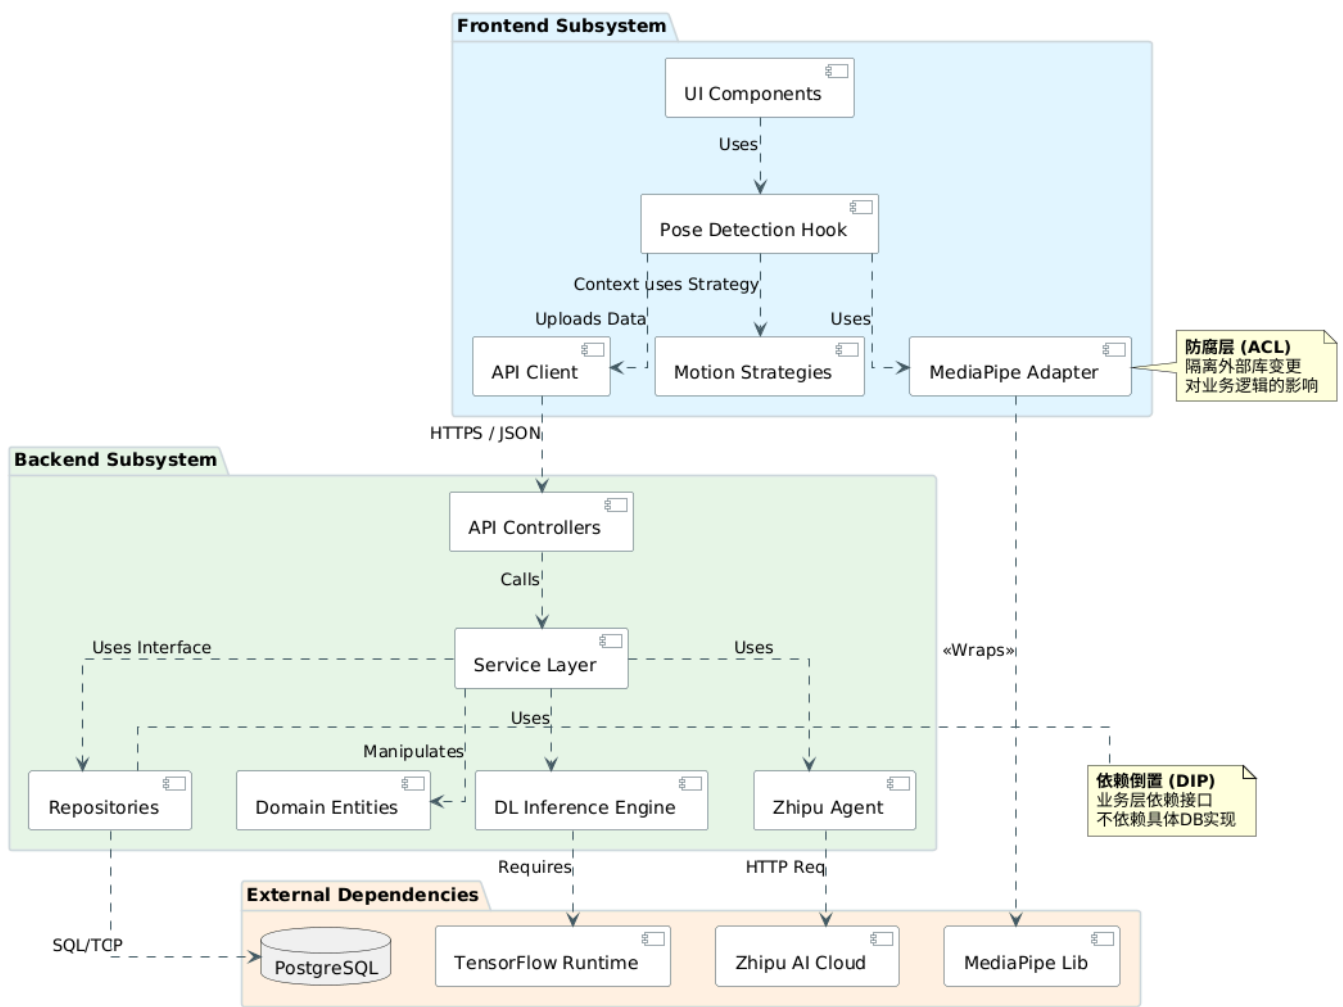 Frontend Subsystem
UI Components
Uses
Pose Detection Hook
Context uses Strategy
Uploads Data
Uses
API Client
Motion Strategies
MediaPipe Adapter
防腐层 (ACL)
隔离外部库变更
对业务逻辑的影响
HTTPS / JSON
Backend Subsystem
API Controllers
Calls
Service Layer
Uses Interface
Uses
«Wraps»
Uses
Manipulates
Repositories
Domain Entities
DL Inference Engine
Zhipu Agent
依赖倒置 (DIP)
业务层依赖接口
不依赖具体DB实现
Requires
HTTP Req
External Dependencies
SQL/TCP
PostgreSQL
TensorFlow Runtime
Zhipu AI Cloud
MediaPipe Lib